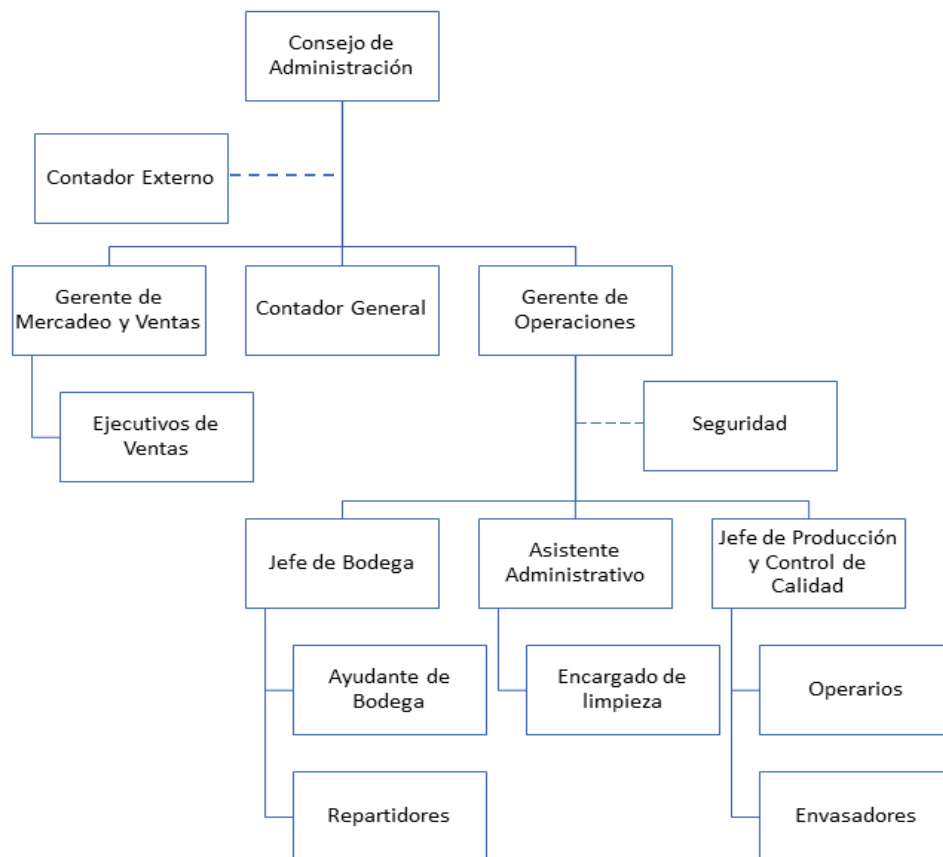 Consejo de
Administración
Contador Externo
Gerente de
Mercadeo y Ventas
Contador General
Gerente de
Operaciones
Ejecutivos de
Ventas
Seguridad
Jefe de Bodega
Asistente
Administrativo
Jefe de Producción
y Control de
Calidad
Ayudante de
Bodega
Encargado de
limpieza
Operarios
Repartidores
Envasadores